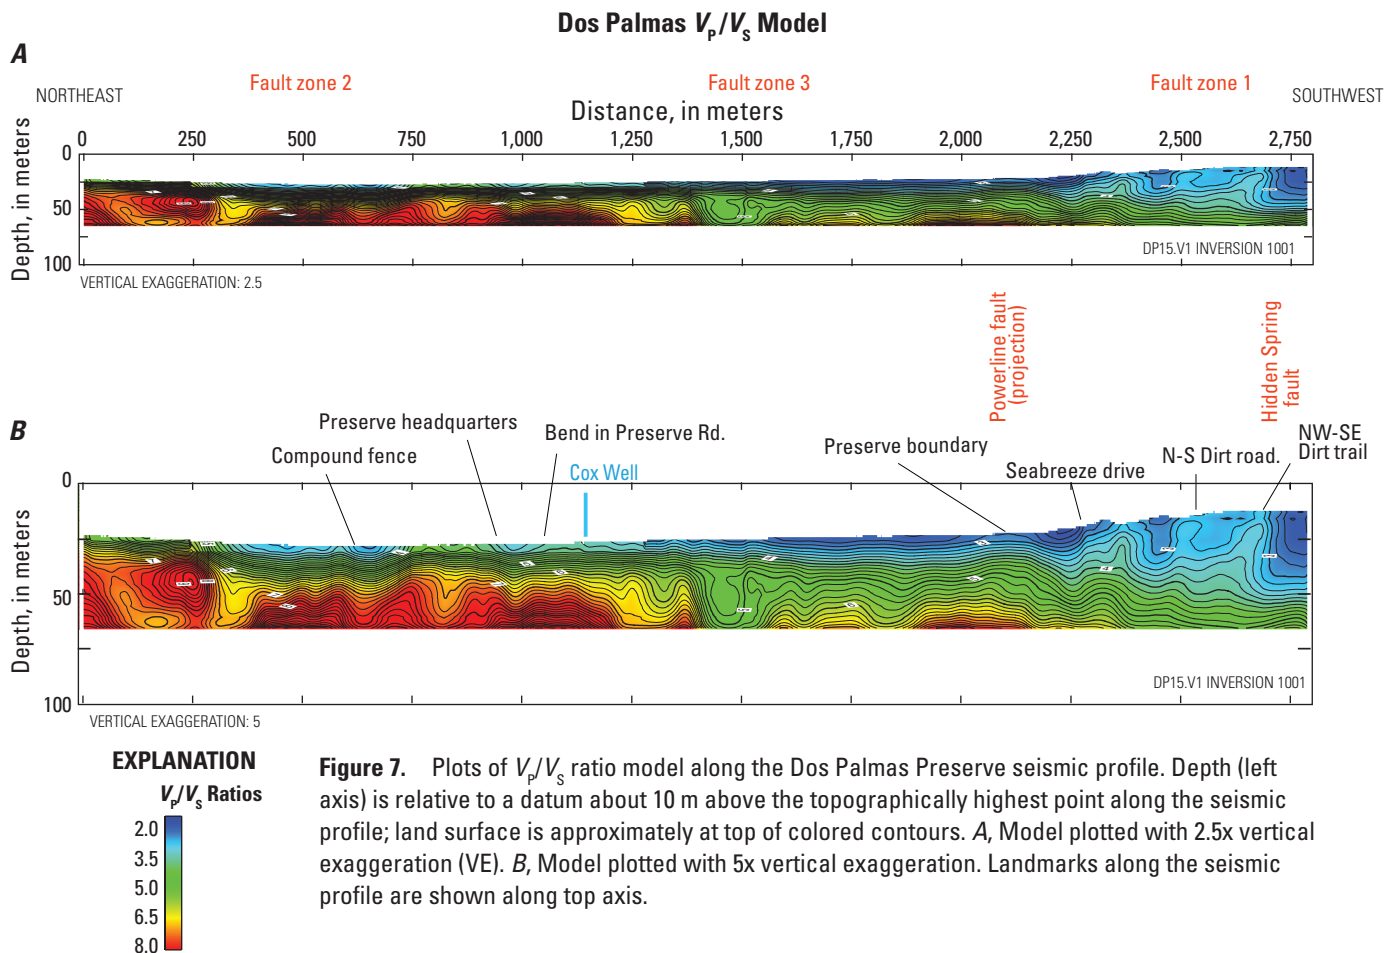 Dos Palmas VP/VS Model
A
Fault zone 2
Fault zone 3
Fault zone 1
NORTHEAST
SOUTHWEST
Distance, in meters
0 250 500 750 1,000 1,250 1,500 1,750 2,000 2,250 2,500 2,750
Depth, in meters
0
50
100
DP15.V1 INVERSION 1001
VERTICAL EXAGGERATION: 2.5
Powerline fault
(projection)
Hidden Spring
fault
B
Preserve headquarters
Bend in Preserve Rd.
Compound fence
Cox Well
Preserve boundary
Seabreeze drive
N-S Dirt road.
NW-SE
Dirt trail
Depth, in meters
0
25
50
75
100
DP15.V1 INVERSION 1001
VERTICAL EXAGGERATION: 5
EXPLANATION
VP/VS Ratios
2.0
3.5
5.0
6.5
8.0
Figure 7. Plots of VP/VS ratio model along the Dos Palmas Preserve seismic profile. Depth (left
axis) is relative to a datum about 10 m above the topographically highest point along the seismic
profile; land surface is approximately at top of colored contours. A, Model plotted with 2.5x vertical
exaggeration (VE). B, Model plotted with 5x vertical exaggeration. Landmarks along the seismic
profile are shown along top axis.